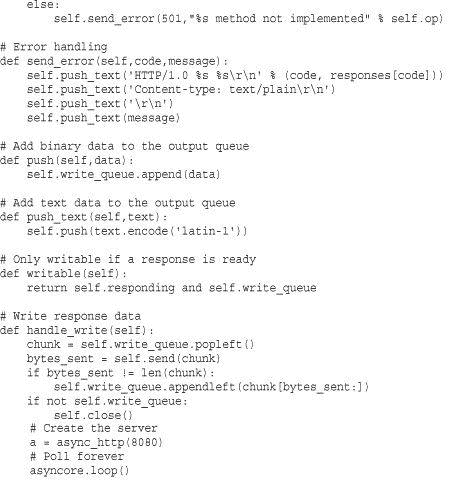 else:
        self.send_error(501,"%s method not implemented" % self.op)

# Error handling
def send_error(self,code,message):
    self.push_text('HTTP/1.0 %s %s\r\n' % (code, responses[code]))
    self.push_text('Content-type: text/plain\r\n')
    self.push_text('\r\n')
    self.push_text(message)

# Add binary data to the output queue
def push(self,data):
    self.write_queue.append(data)

# Add text data to the output queue
def push_text(self,text):
    self.push(text.encode('latin-1'))

# Only writable if a response is ready
def writable(self):
    return self.responding and self.write_queue

# Write response data
def handle_write(self):
    chunk = self.write_queue.popleft()
    bytes_sent = self.send(chunk)
    if bytes_sent != len(chunk):
        self.write_queue.appendleft(chunk[bytes_sent:])
    if not self.write_queue:
        self.close()
    # Create the server
    a = async_http(8080)
    # Poll forever
    asyncore.loop()